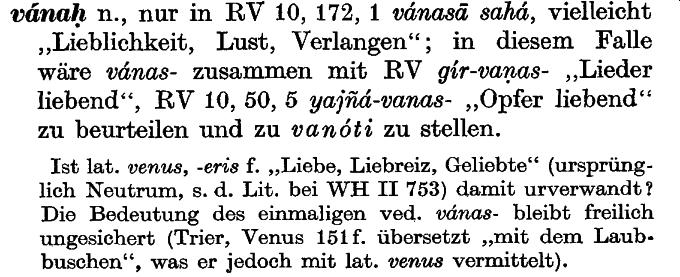 vánaḥ n., nur in RV 10, 172, 1 vánasā sahá, vielleicht
„Lieblichkeit, Lust, Verlangen“; in diesem Falle
wäre vánas- zusammen mit RV gír-vaṇas- „Lieder
liebend“, RV 10, 50, 5 yajñá-vanas- „Opfer liebend“
zu beurteilen und zu vanóti zu stellen.
Ist lat. venus, -eris f. „Liebe, Liebreiz, Geliebte“ (ursprüng-
lich Neutrum, s. d. Lit. bei WH II 753) damit urverwandt?
Die Bedeutung des einmaligen ved. vánas- bleibt freilich
ungesichert (Trier, Venus 151f. übersetzt „mit dem Laub-
buschen“, was er jedoch mit lat. venus vermittelt).